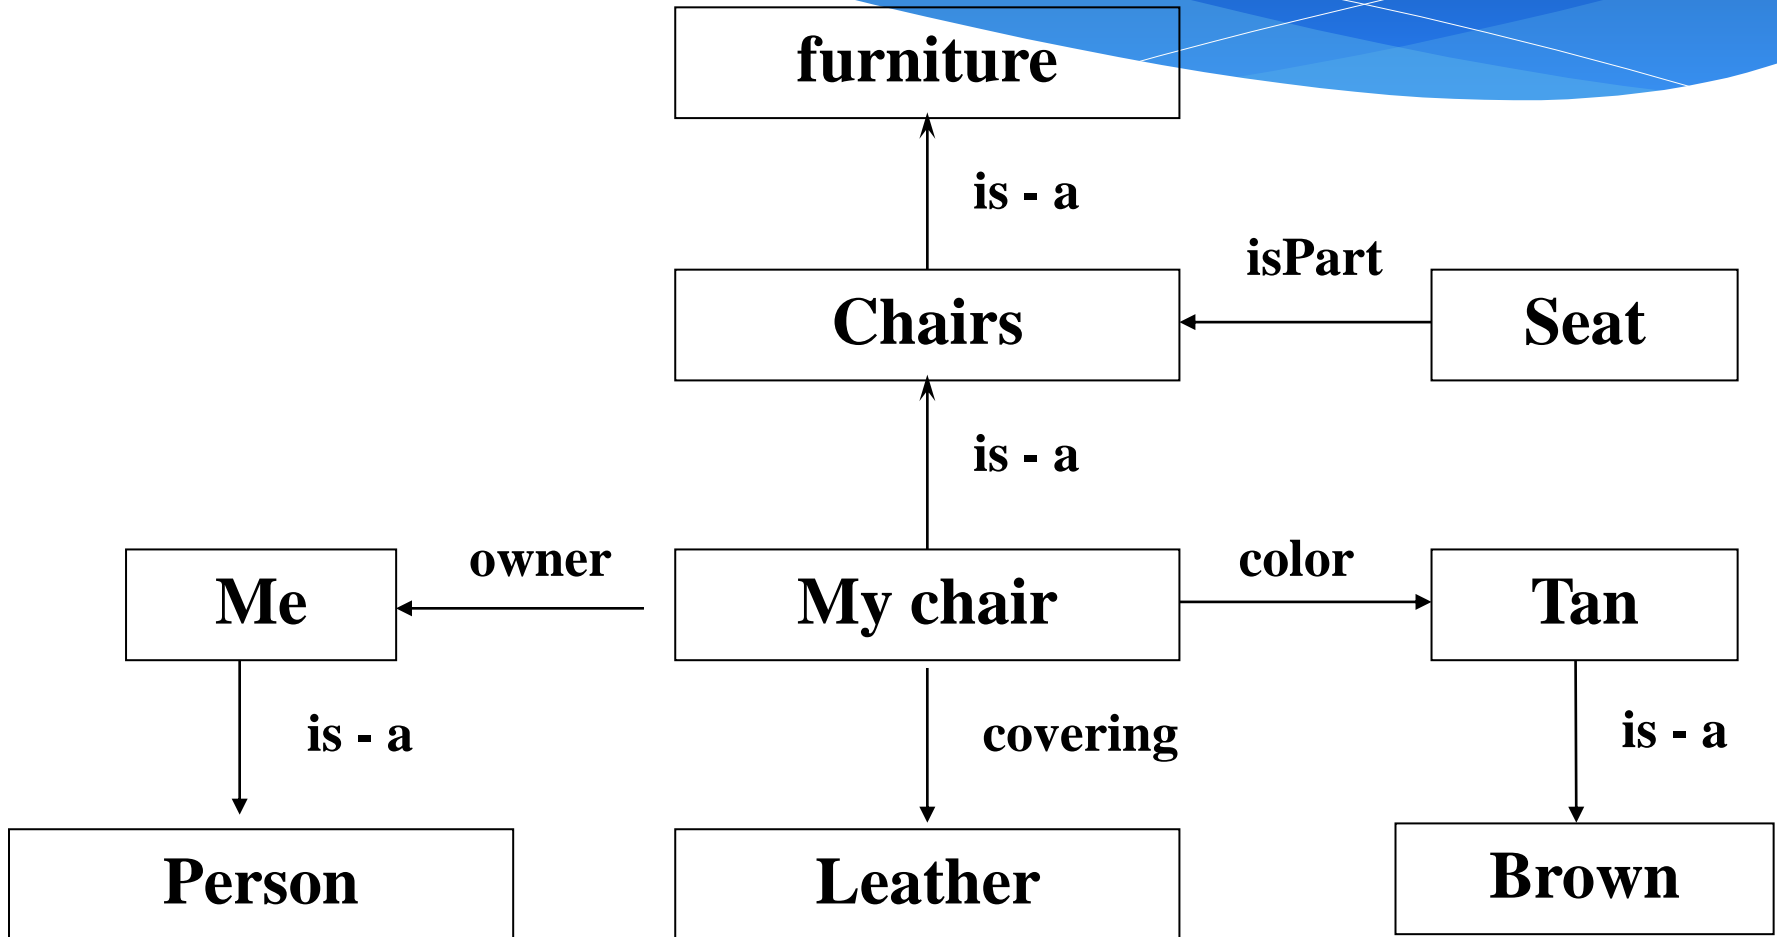 furniture
is - a
isPart
Chairs
Seat
is - a
owner
color
Me
My chair
Tan
is - a
covering
is - a
Person
Leather
Brown